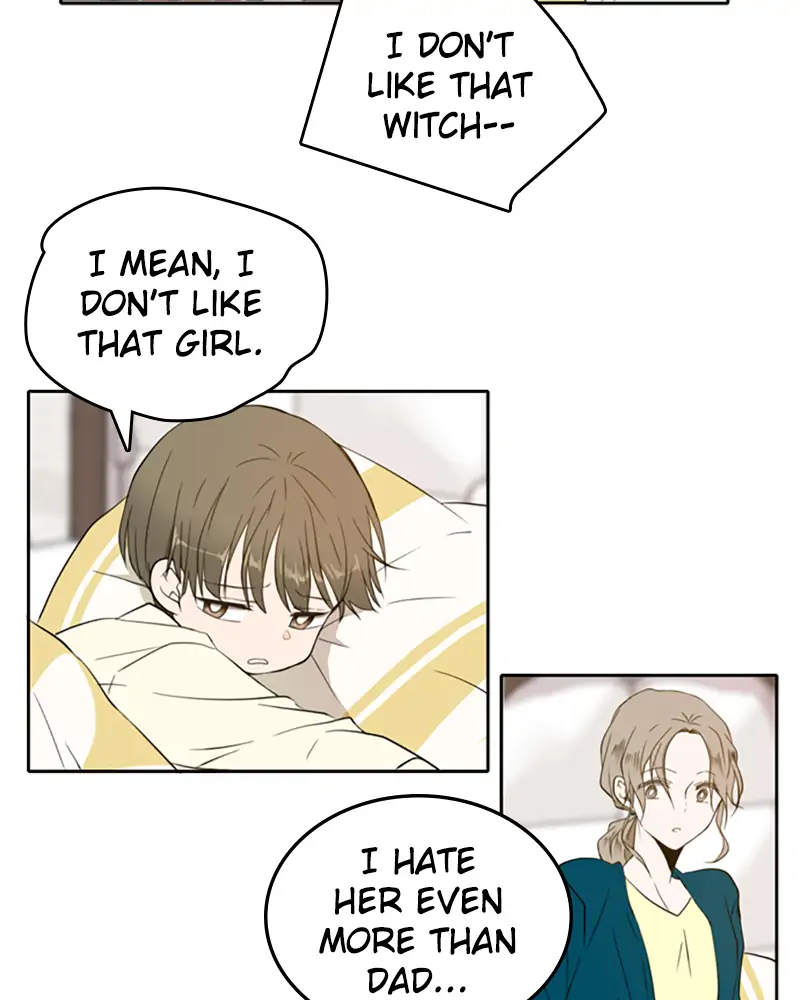 I DON'T
LIKE THAT
WITCH--
I MEAN, I
DON'T LIKE
THAT GIRL.
I HATE
HER EVEN
MORE THAN
DAD...